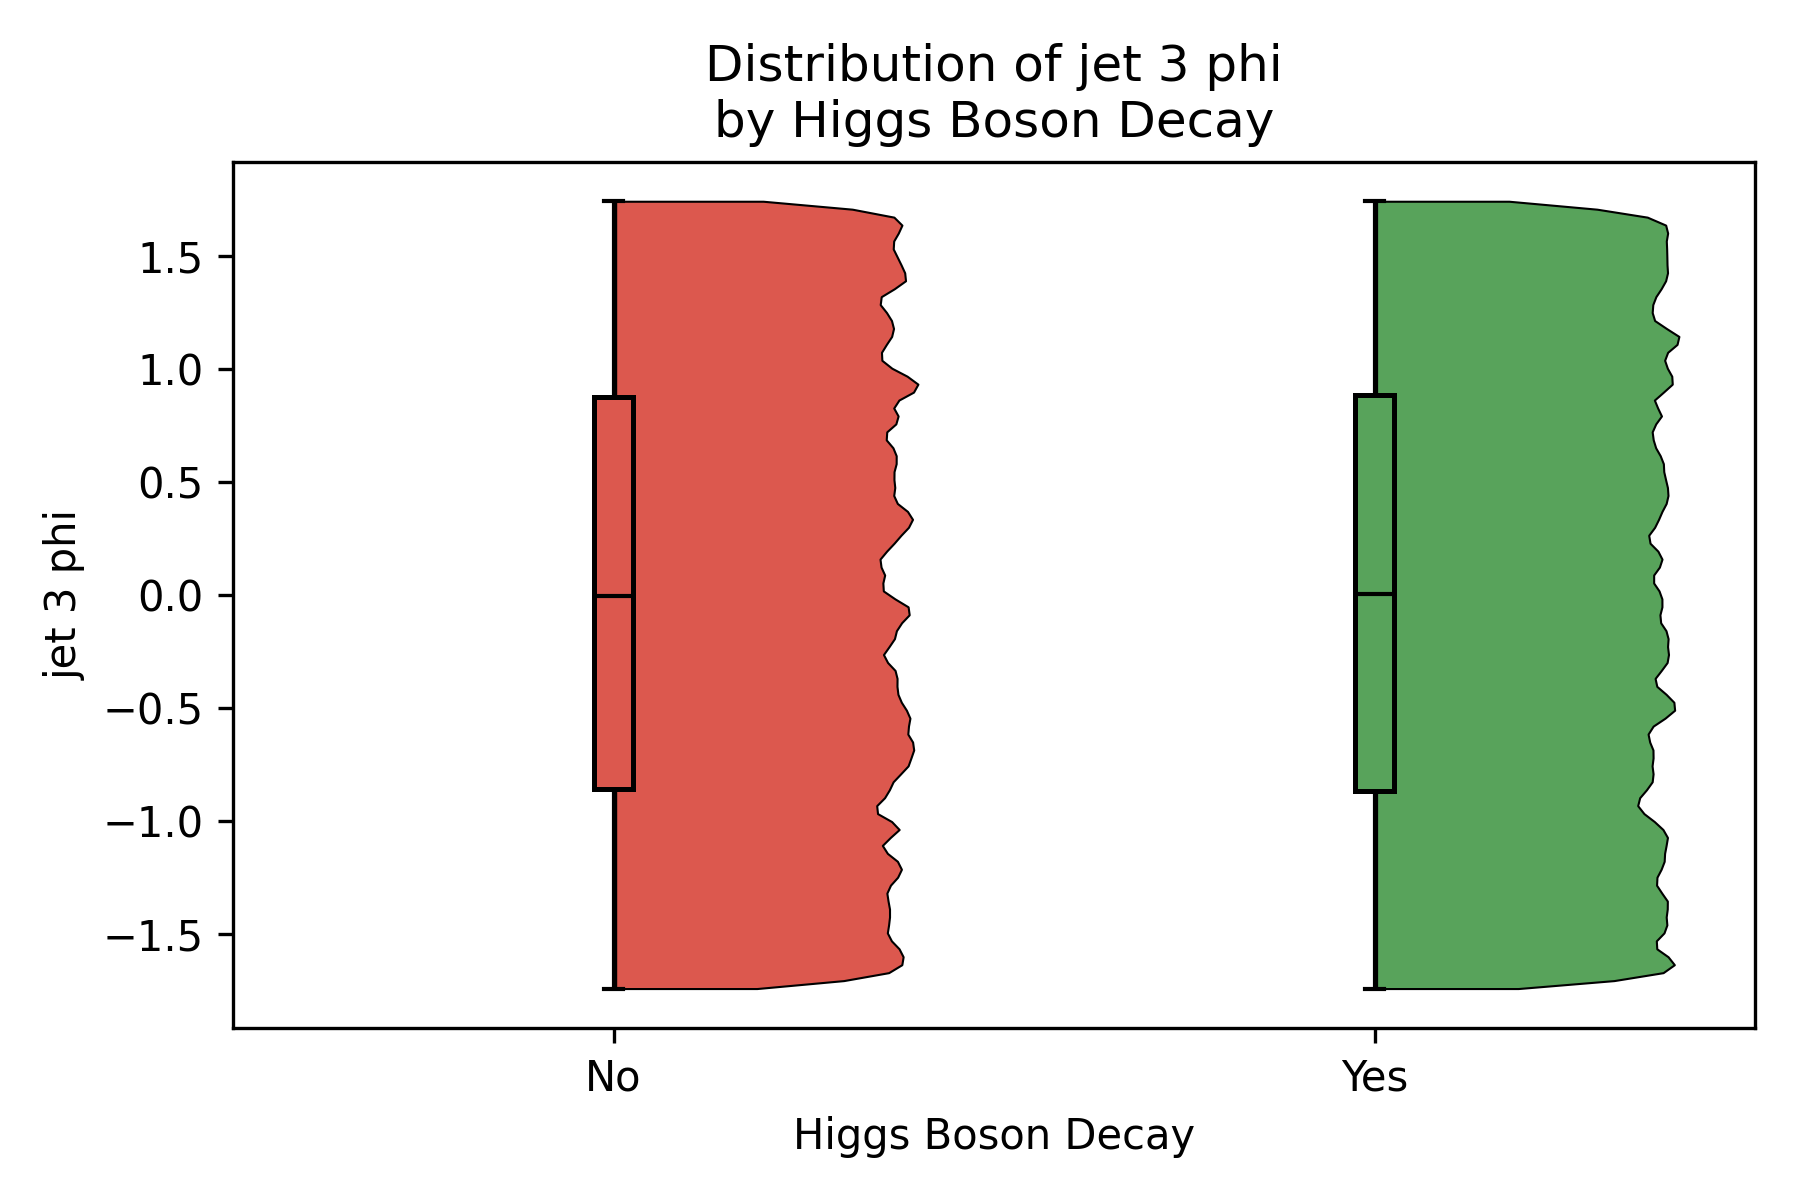 Distribution of jet 3 phi
by Higgs Boson Decay
jet 3 phi
1.5
1.0
0.5
0.0
−0.5
−1.0
−1.5
No
Yes
Higgs Boson Decay